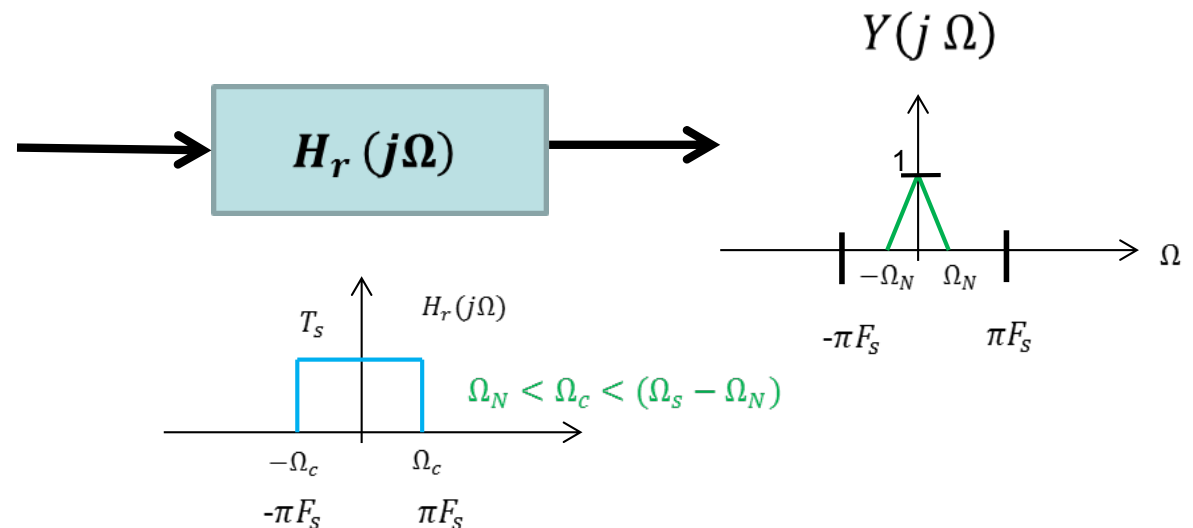 Y(j Ω)
H_r (jΩ)
1
−Ω_N Ω_N Ω
-πF_s πF_s
T_s H_r(jΩ)
Ω_N < Ω_c < (Ω_s − Ω_N)
−Ω_c Ω_c
-πF_s πF_s